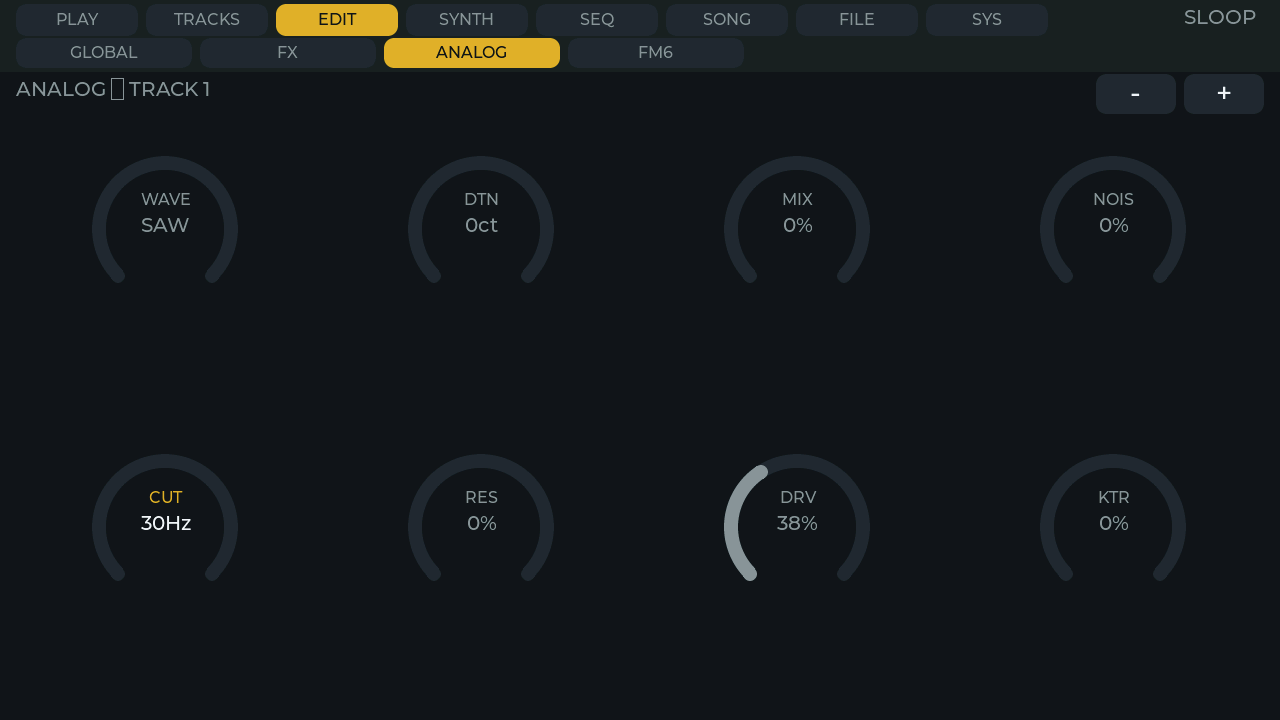 PLAY TRACKS EDIT SYNTH SEQ SONG FILE SYS SLOOP
GLOBAL FX ANALOG FM6
ANALOG TRACK 1 - +
WAVE DTN MIX NOIS
SAW 0ct 0% 0%
CUT RES DRV KTR
30Hz 0% 38% 0%